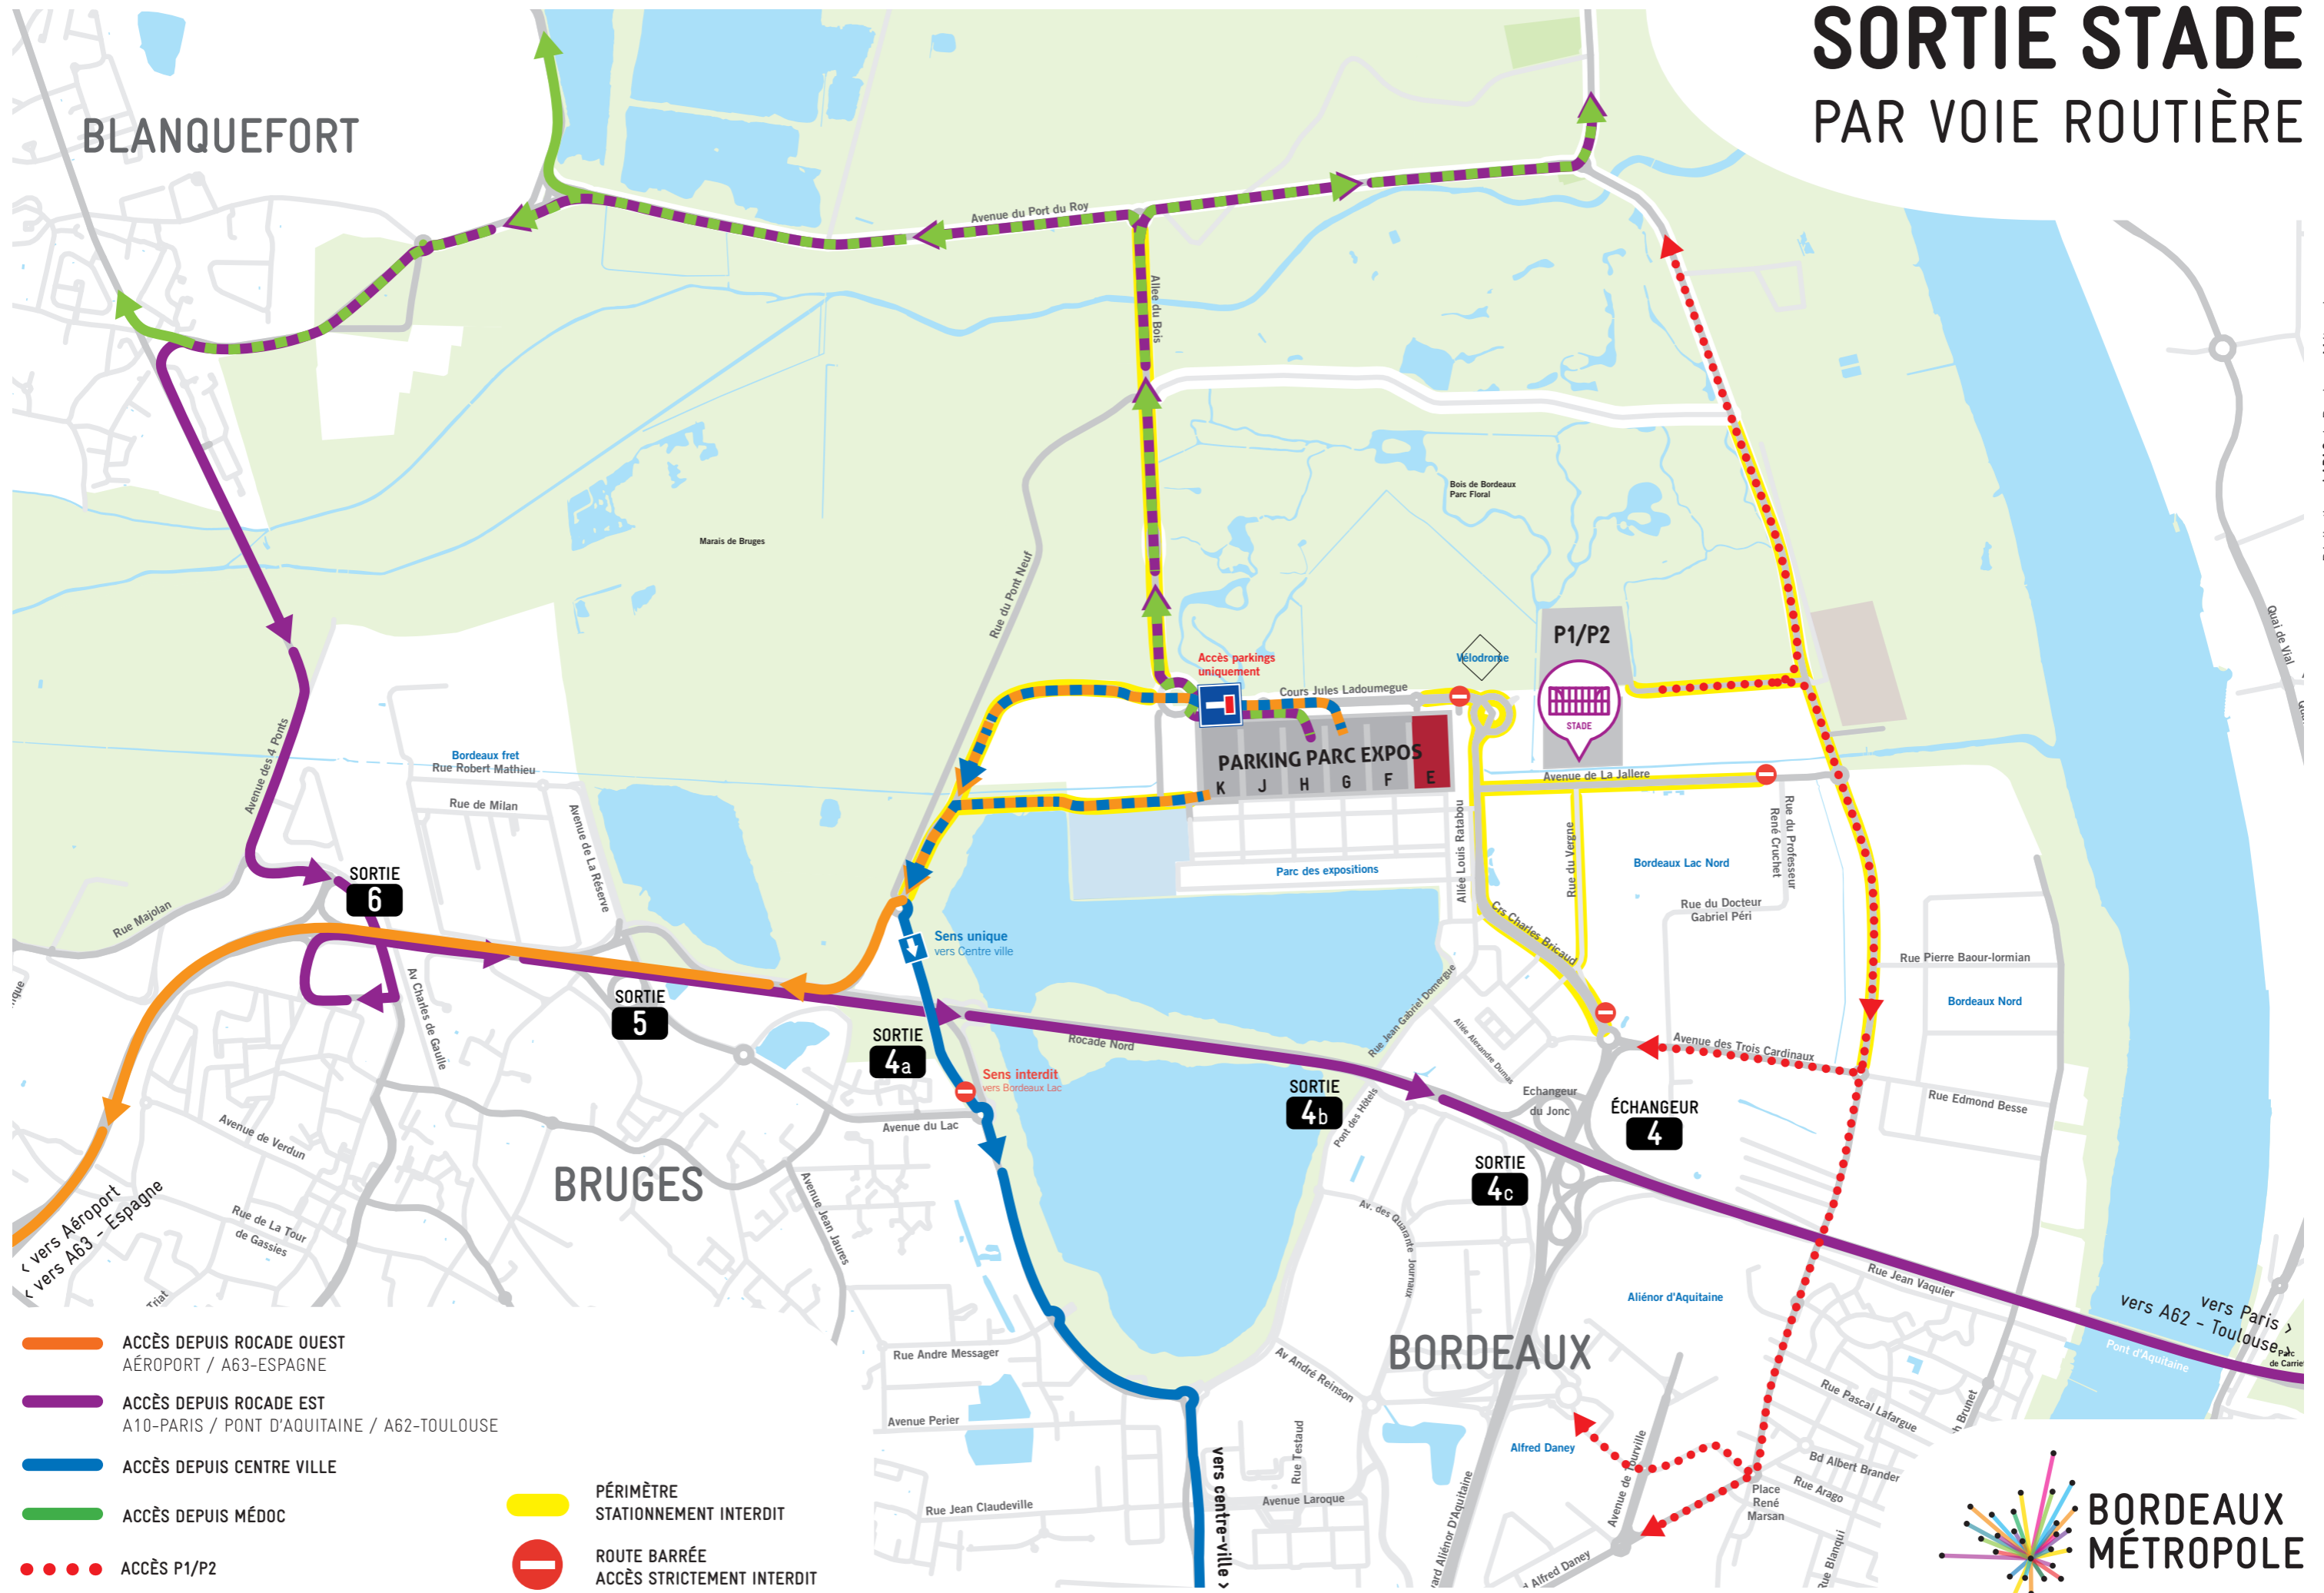 SORTIE STADE
PAR VOIE ROUTIÈRE
BLANQUEFORT
Avenue du Port du Roy
Allee du Bois
Bois de Bordeaux
Parc Floral
Marais de Bruges
Rue du Pont Neuf
Quai de Vial
Accès parkings
uniquement
Vélodrome
P1/P2
STADE
Cours Jules Ladoumegue
PARKING PARC EXPOS
K J H G F E
Avenue de La Jallere
Avenue des 4 Ponts
Bordeaux fret
Rue Robert Mathieu
Rue de Milan
Avenue de La Réserve
Allée Louis Ratabou
Rue du Vergne
Rue du Professeur
René Cruchet
Parc des expositions
Bordeaux Lac Nord
Rue du Docteur
Gabriel Péri
SORTIE
6
Rue Majolan
Crs Charles Bricaud
Sens unique
vers Centre ville
Rue Pierre Baour-lormian
Bordeaux Nord
Av Charles de Gaulle
SORTIE
5
Rue Jean Gabriel Domergue
Allée Alexandre Dumas
SORTIE
4a
Rocade Nord
Avenue des Trois Cardinaux
Sens interdit
vers Bordeaux Lac
SORTIE
4b
Pont des Hôtels
Echangeur
du Jonc
ÉCHANGEUR
4
Rue Edmond Besse
Avenue de Verdun
Avenue du Lac
BRUGES
SORTIE
4c
Avenue Jean Jaures
Rue de La Tour
de Gassies
‹ vers Aéroport
‹ vers A63 - Espagne
Triat
Av. des Quarante Journaux
Aliénor d'Aquitaine
Rue Jean Vaquier
vers Paris ›
vers A62 - Toulouse ›
Pont d'Aquitaine
Parc
de Carriet
BORDEAUX
Rue Andre Messager
Av André Reinson
Avenue Perier
Rue Testaud
Rue Jean Claudeville
Avenue Laroque
vers centre-ville ›
Alfred Daney
Avenue de Tourville
Rue Pascal Lafargue
Bd Albert Brander
Rue Arago
Place
René
Marsan
Rue Blanqui
Brunet
Aliénor D'Aquitaine
Alfred Daney
ACCÈS DEPUIS ROCADE OUEST
AÉROPORT / A63-ESPAGNE
ACCÈS DEPUIS ROCADE EST
A10-PARIS / PONT D'AQUITAINE / A62-TOULOUSE
ACCÈS DEPUIS CENTRE VILLE
ACCÈS DEPUIS MÉDOC
ACCÈS P1/P2
PÉRIMÈTRE
STATIONNEMENT INTERDIT
ROUTE BARRÉE
ACCÈS STRICTEMENT INTERDIT
BORDEAUX
MÉTROPOLE